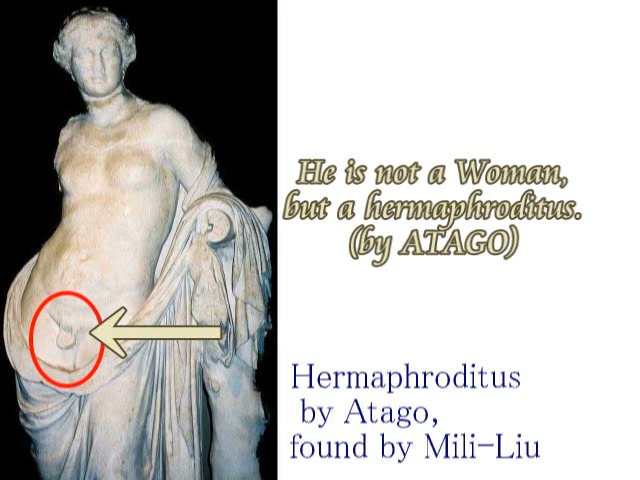 He is not a Woman,
but a hermaphroditus.
(by ATAGO)
Hermaphroditus
by Atago,
found by Mili-Liu